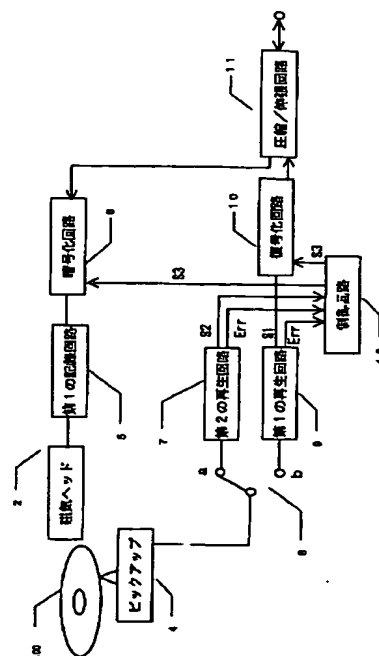 00
2
磁気ヘッド
5
第1の記録回路
6
暗号化回路
11
圧縮/伸張回路
10
復号化回路
S3
S3
S2
Err
S1
Err
制御回路
7
第2の再生回路
9
第1の再生回路
a
b
8
ピックアップ
4